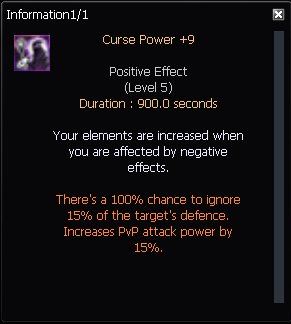 Information1/1
Curse Power +9
Positive Effect
(Level 5)
Duration : 900.0 seconds
Your elements are increased when
you are affected by negative
effects.
There's a 100% chance to ignore
15% of the target's defence.
Increases PvP attack power by
15%.